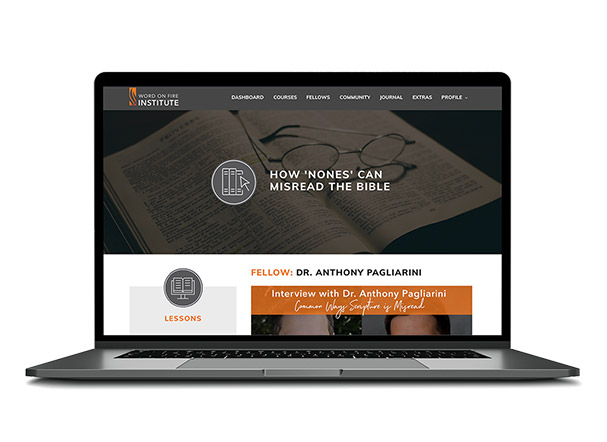 WORD ON FIRE
INSTITUTE
DASHBOARD COURSES FELLOWS COMMUNITY JOURNAL EXTRAS PROFILE
HOW 'NONES' CAN
MISREAD THE BIBLE
FELLOW: DR. ANTHONY PAGLIARINI
Interview with Dr. Anthony Pagliarini
Common Ways Scripture is Misread
LESSONS